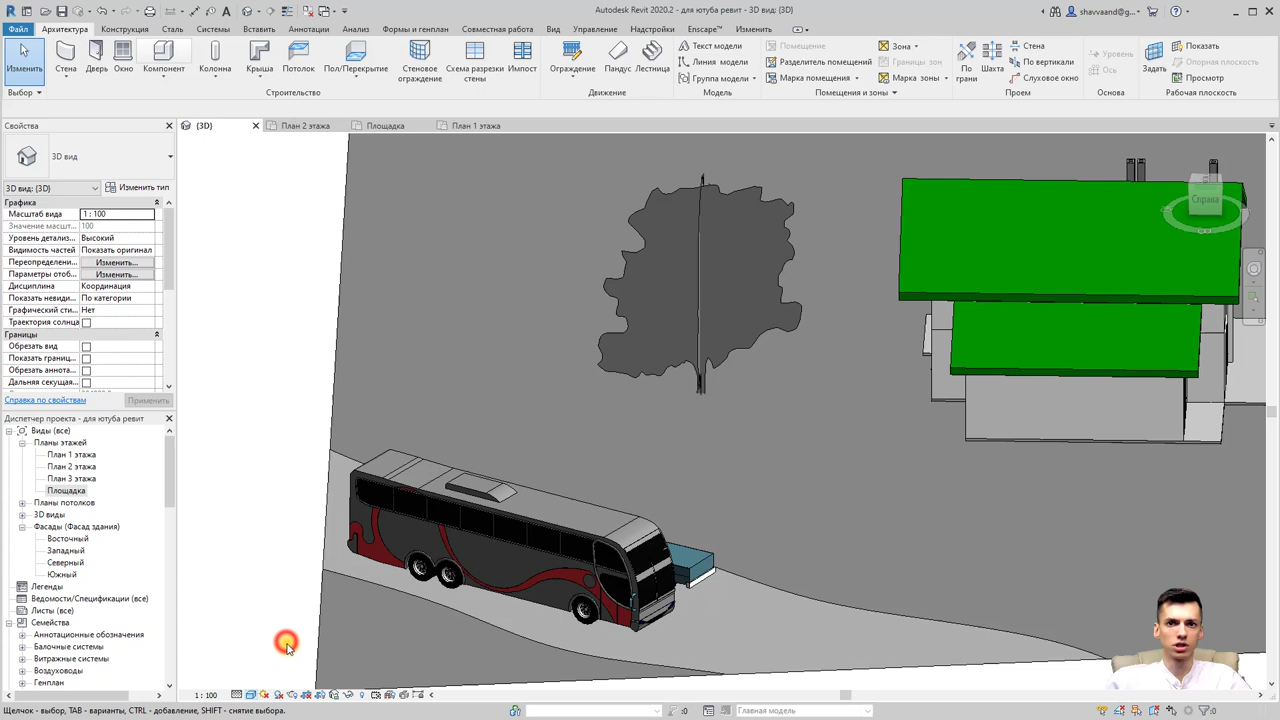 Autodesk Revit 2020.2 - для ютуба ревит - 3D вид: {3D}
shavvaand@g...
Файл Архитектура Конструкция Сталь Системы Вставить Аннотации Анализ Формы и генплан Совместная работа Вид Управление Надстройки Enscape™ Изменить
Изменить
Стена
Дверь
Окно
Компонент
Колонна
Крыша
Потолок
Пол/Перекрытие
Стеновое ограждение
Схема разрезки стены
Импост
Ограждение
Пандус
Лестница
Текст модели
Линия модели
Группа модели
Помещение
Разделитель помещений
Марка помещения
Зона
Границы зон
Марка зоны
По грани
Шахта
Стена
По вертикали
Слуховое окно
Уровень
Ось
Задать
Показать
Опорная плоскость
Просмотр
Выбор Строительство Движение Модель Помещения и зоны Проем Основа Рабочая плоскость
Свойства
{3D} План 2 этажа Площадка План 1 этажа
3D вид
3D вид: {3D} Изменить тип
Графика
Масштаб вида 1 : 100
Значение масшт... 100
Уровень детализ... Высокий
Видимость частей Показать оригинал
Переопределени... Изменить...
Параметры отоб... Изменить...
Дисциплина Координация
Показать невиди... По категории
Графический сти... Нет
Траектория солнца
Границы
Обрезать вид
Показать границ...
Обрезать аннота...
Дальняя секущая...
Справка по свойствам Применить
Диспетчер проекта - для ютуба ревит
Виды (все)
Планы этажей
План 1 этажа
План 2 этажа
План 3 этажа
Площадка
Планы потолков
3D виды
Фасады (Фасад здания)
Восточный
Западный
Северный
Южный
Легенды
Ведомости/Спецификации (все)
Листы (все)
Семейства
Аннотационные обозначения
Балочные системы
Витражные системы
Воздуховоды
Генплан
Справа
1 : 100
Щелчок - выбор, TAB - варианты, CTRL - добавление, SHIFT - снятие выбора.
:0
Главная модель
:0